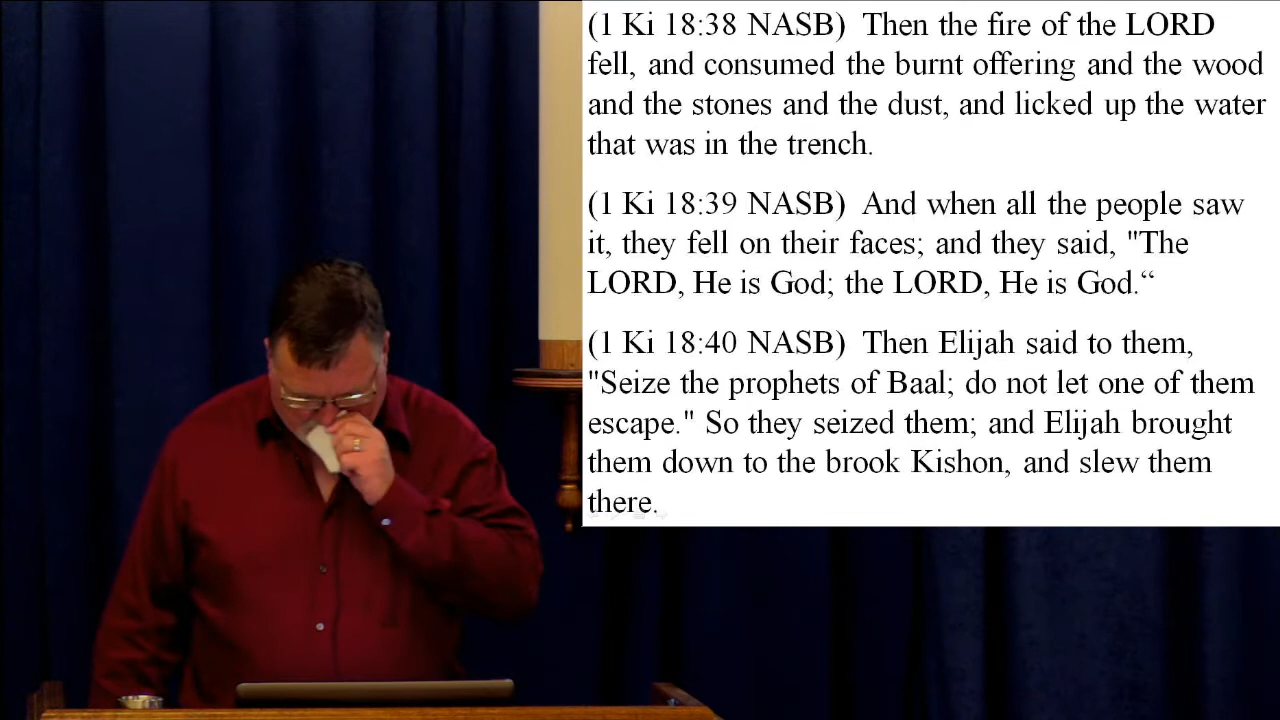 (1 Ki 18:38 NASB)  Then the fire of the LORD
fell, and consumed the burnt offering and the wood
and the stones and the dust, and licked up the water
that was in the trench.
(1 Ki 18:39 NASB)  And when all the people saw
it, they fell on their faces; and they said, "The
LORD, He is God; the LORD, He is God.“
(1 Ki 18:40 NASB)  Then Elijah said to them,
"Seize the prophets of Baal; do not let one of them
escape." So they seized them; and Elijah brought
them down to the brook Kishon, and slew them
there.